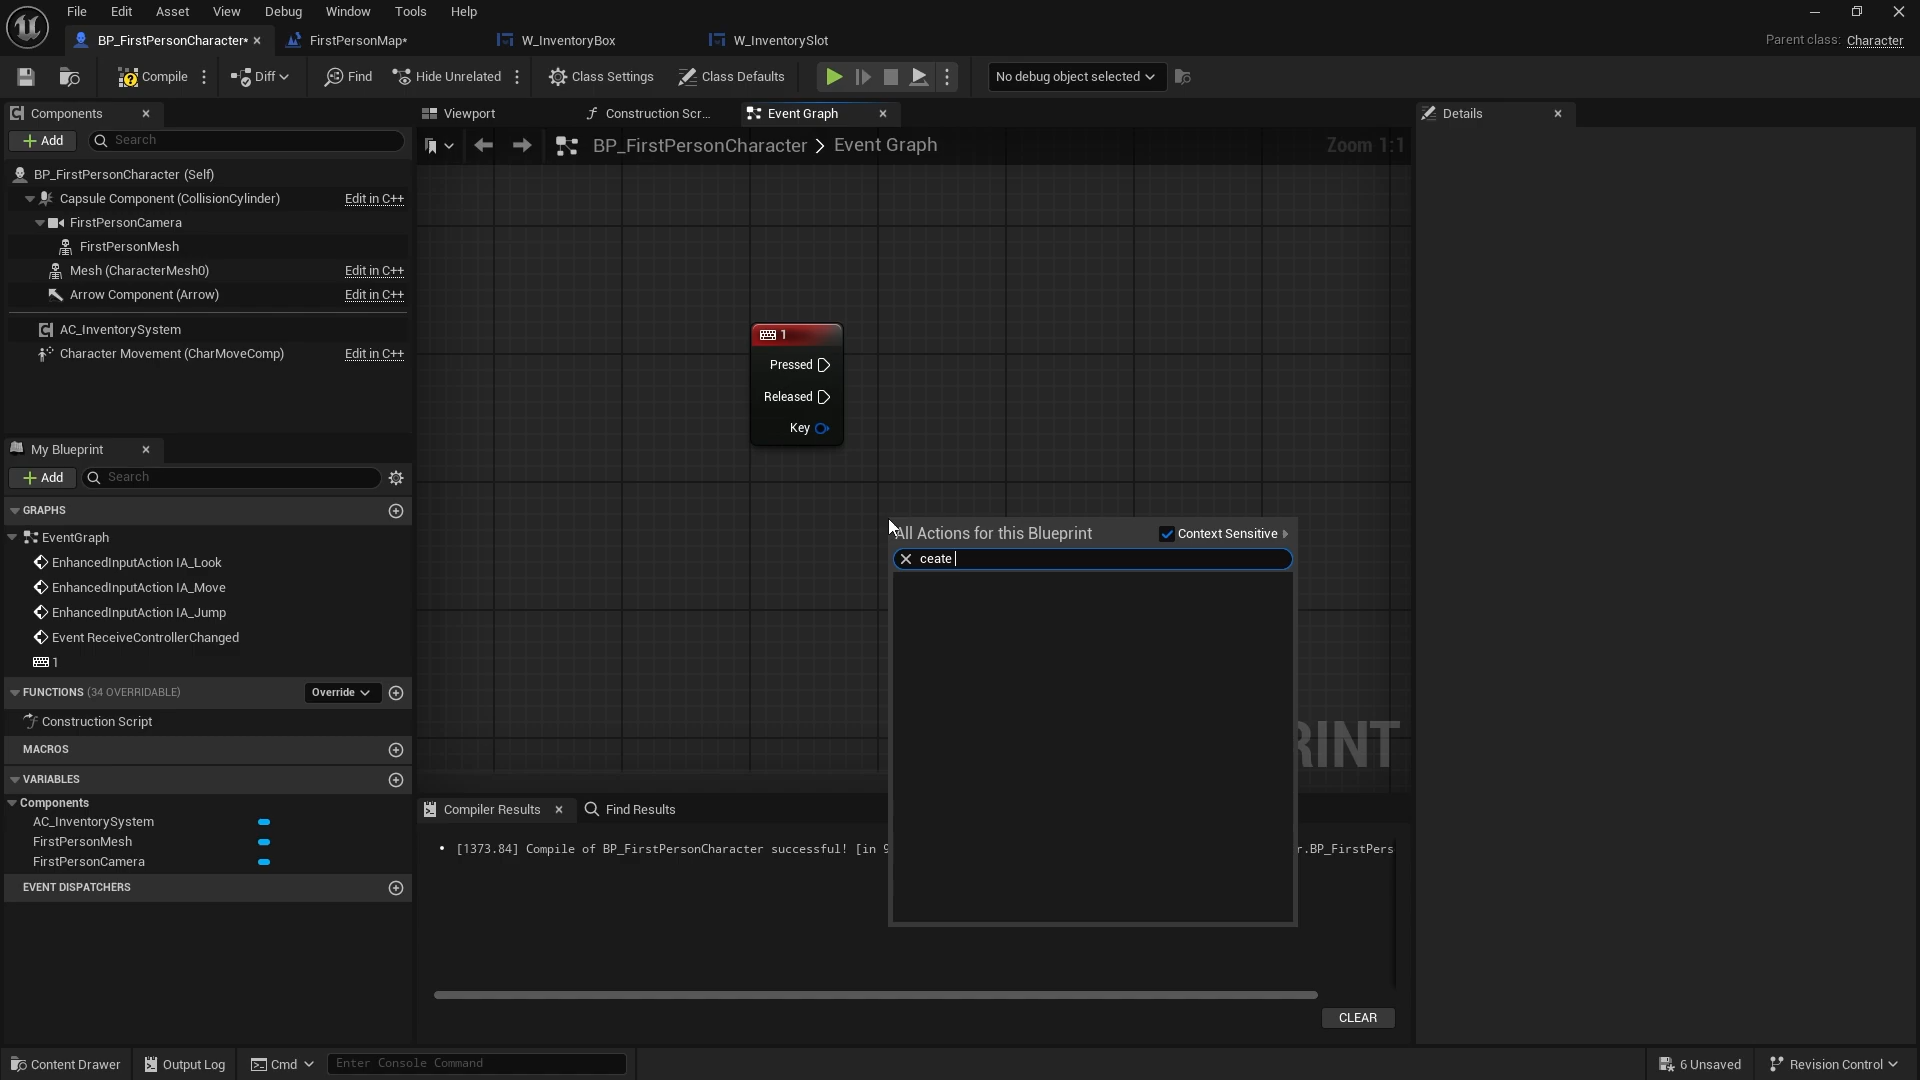 File Edit Asset View Debug Window Tools Help
BP_FirstPersonCharacter* FirstPersonMap* W_InventoryBox W_InventorySlot Parent class: Character
Compile Diff Find Hide Unrelated Class Settings Class Defaults No debug object selected
Components Viewport Construction Scr... Event Graph Details
Add Search BP_FirstPersonCharacter > Event Graph Zoom 1:1
BP_FirstPersonCharacter (Self)
Capsule Component (CollisionCylinder) Edit in C++
FirstPersonCamera
FirstPersonMesh
Mesh (CharacterMesh0) Edit in C++
Arrow Component (Arrow) Edit in C++
AC_InventorySystem
Character Movement (CharMoveComp) Edit in C++
1
Pressed
Released
Key
My Blueprint
Add Search
GRAPHS
EventGraph
EnhancedInputAction IA_Look
EnhancedInputAction IA_Move
EnhancedInputAction IA_Jump
Event ReceiveControllerChanged
1
FUNCTIONS (34 OVERRIDABLE) Override
Construction Script
MACROS
VARIABLES
Components
AC_InventorySystem
FirstPersonMesh
FirstPersonCamera
EVENT DISPATCHERS
All Actions for this Blueprint Context Sensitive
ceate
RINT
Compiler Results Find Results
• [1373.84] Compile of BP_FirstPersonCharacter successful! [in 9 r.BP_FirstPers
CLEAR
Content Drawer Output Log Cmd Enter Console Command 6 Unsaved Revision Control